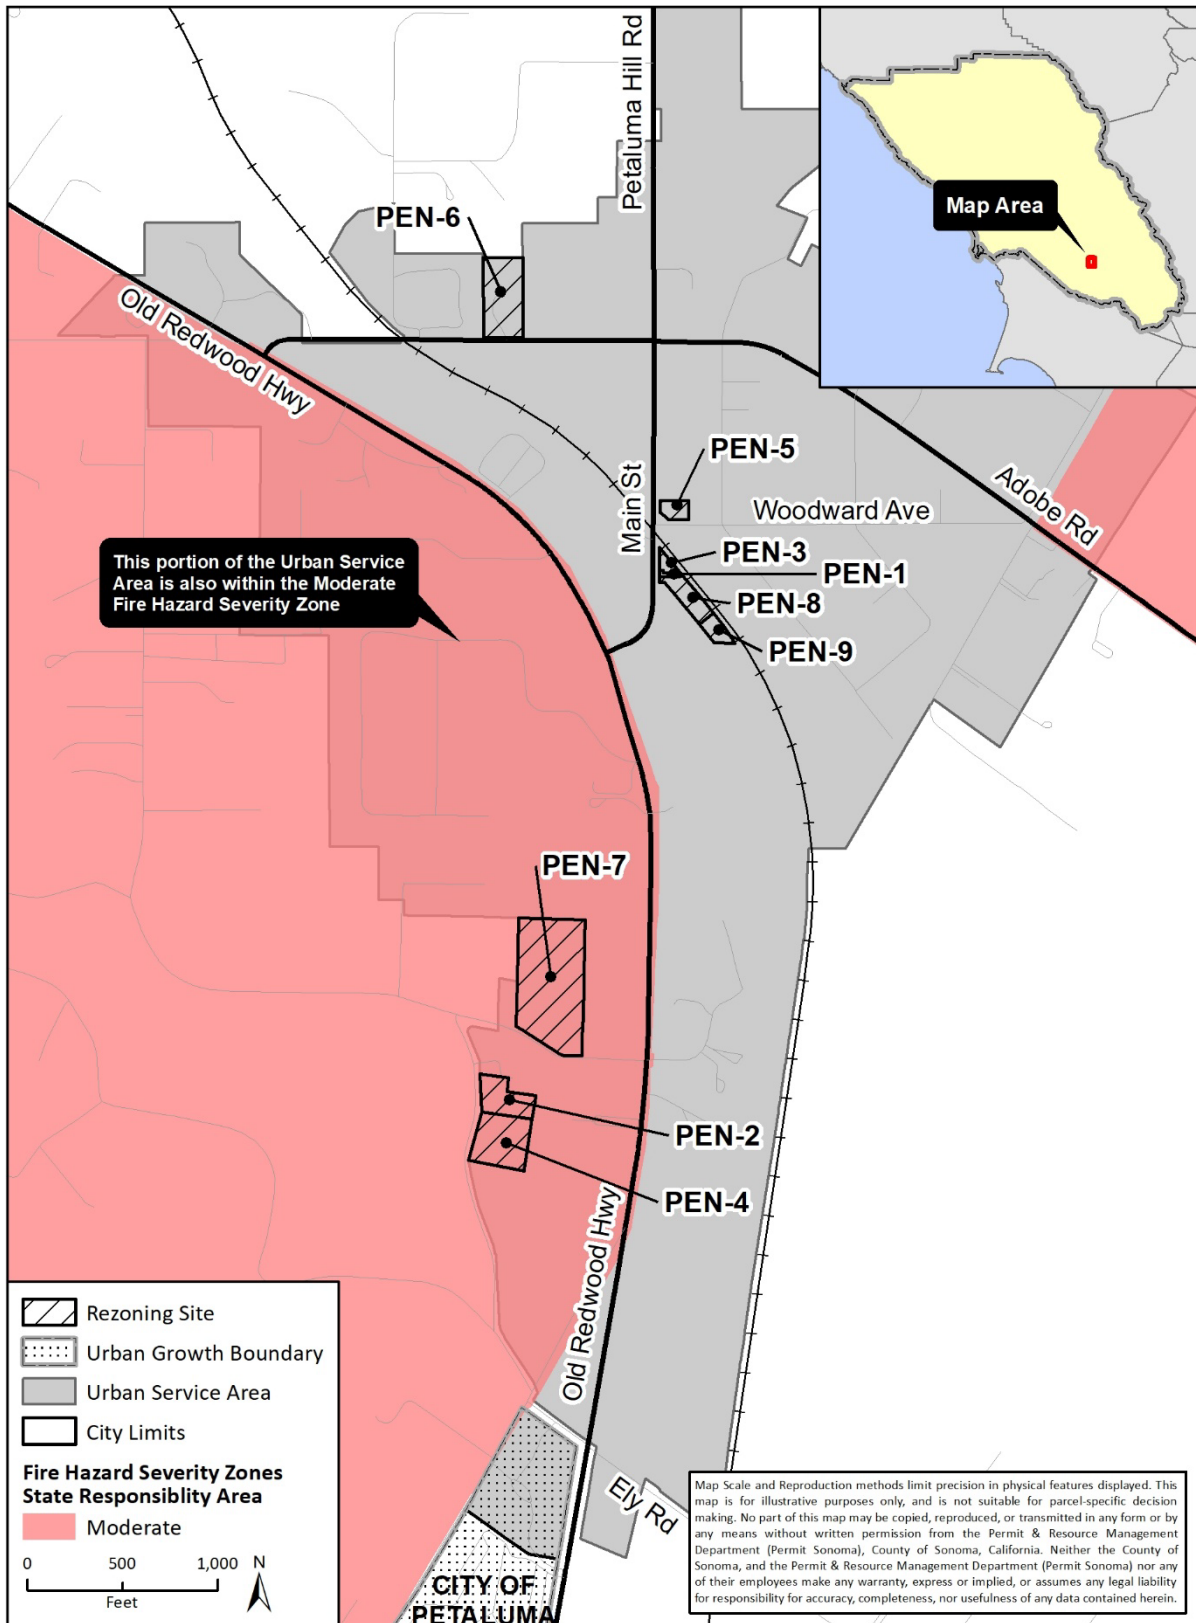 Petaluma Hill Rd
Map Area
PEN-6
Old Redwood Hwy
Main St
PEN-5
Woodward Ave
Adobe Rd
PEN-3
PEN-1
PEN-8
PEN-9
This portion of the Urban Service
Area is also within the Moderate
Fire Hazard Severity Zone
PEN-7
PEN-2
PEN-4
Old Redwood Hwy
Ely Rd
CITY OF
PETALUMA
Rezoning Site
Urban Growth Boundary
Urban Service Area
City Limits
Fire Hazard Severity Zones
State Responsiblity Area
Moderate
0 500 1,000
Feet
N
Map Scale and Reproduction methods limit precision in physical features displayed. This
map is for illustrative purposes only, and is not suitable for parcel-specific decision
making. No part of this map may be copied, reproduced, or transmitted in any form or by
any means without written permission from the Permit & Resource Management
Department (Permit Sonoma), County of Sonoma, California. Neither the County of
Sonoma, and the Permit & Resource Management Department (Permit Sonoma) nor any
of their employees make any warranty, express or implied, or assumes any legal liability
for responsibility for accuracy, completeness, nor usefulness of any data contained herein.